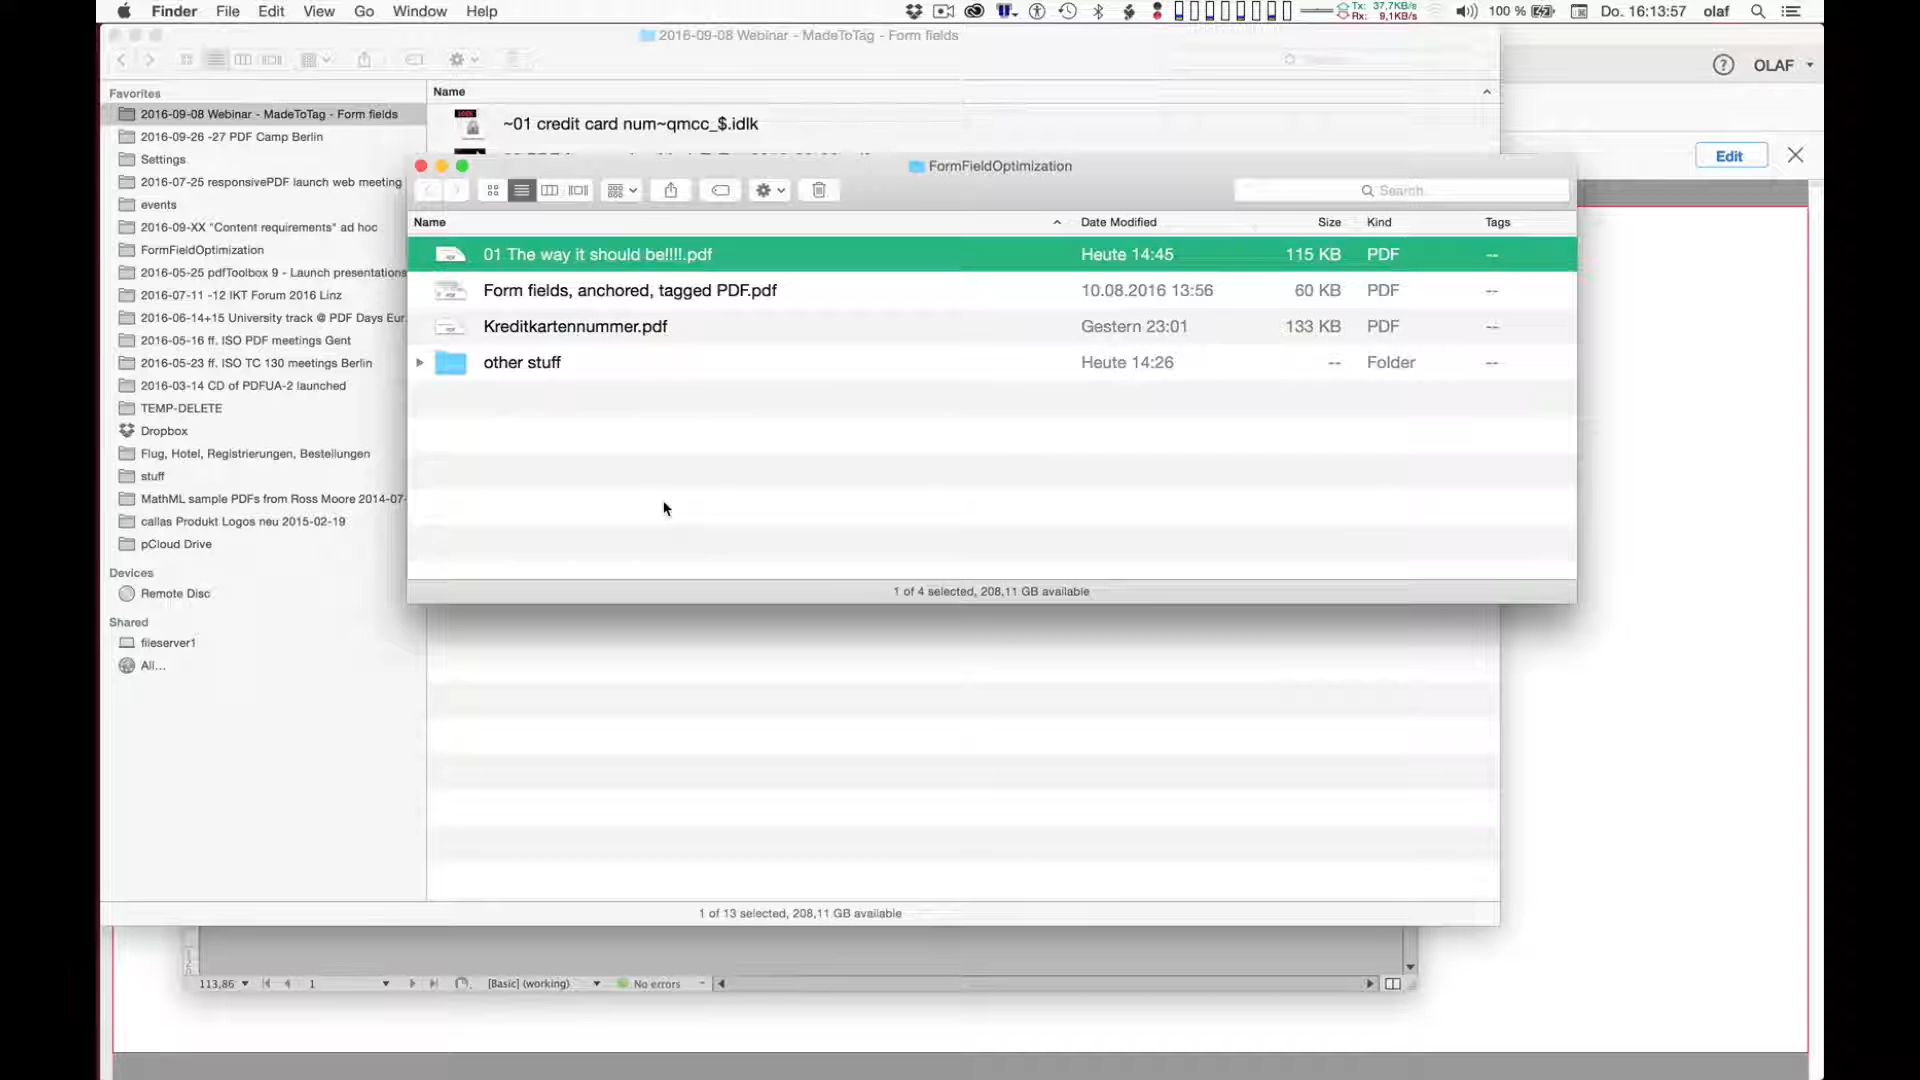 Finder File Edit View Go Window Help
Tx: 37,7KB/s
Rx: 9,1KB/s
100 % Do. 16:13:57 olaf
2016-09-08 Webinar - MadeToTag - Form fields
OLAF
Favorites
2016-09-08 Webinar - MadeToTag - Form fields
2016-09-26 -27 PDF Camp Berlin
Settings
2016-07-25 responsivePDF launch web meeting
events
2016-09-XX "Content requirements" ad hoc
FormFieldOptimization
2016-05-25 pdfToolbox 9 - Launch presentations
2016-07-11 -12 IKT Forum 2016 Linz
2016-06-14+15 University track @ PDF Days Eur.
2016-05-16 ff. ISO PDF meetings Gent
2016-05-23 ff. ISO TC 130 meetings Berlin
2016-03-14 CD of PDFUA-2 launched
TEMP-DELETE
Dropbox
Flug, Hotel, Registrierungen, Bestellungen
stuff
MathML sample PDFs from Ross Moore 2014-07-
callas Produkt Logos neu 2015-02-19
pCloud Drive
Devices
Remote Disc
Shared
fileserver1
All...
Name
~01 credit card num~qmcc_$.idlk
Edit
FormFieldOptimization
Search
Name Date Modified Size Kind Tags
01 The way it should be!!!!.pdf Heute 14:45 115 KB PDF --
Form fields, anchored, tagged PDF.pdf 10.08.2016 13:56 60 KB PDF --
Kreditkartennummer.pdf Gestern 23:01 133 KB PDF --
other stuff Heute 14:26 -- Folder --
1 of 4 selected, 208,11 GB available
1 of 13 selected, 208,11 GB available
113,86 1 [Basic] (working) No errors